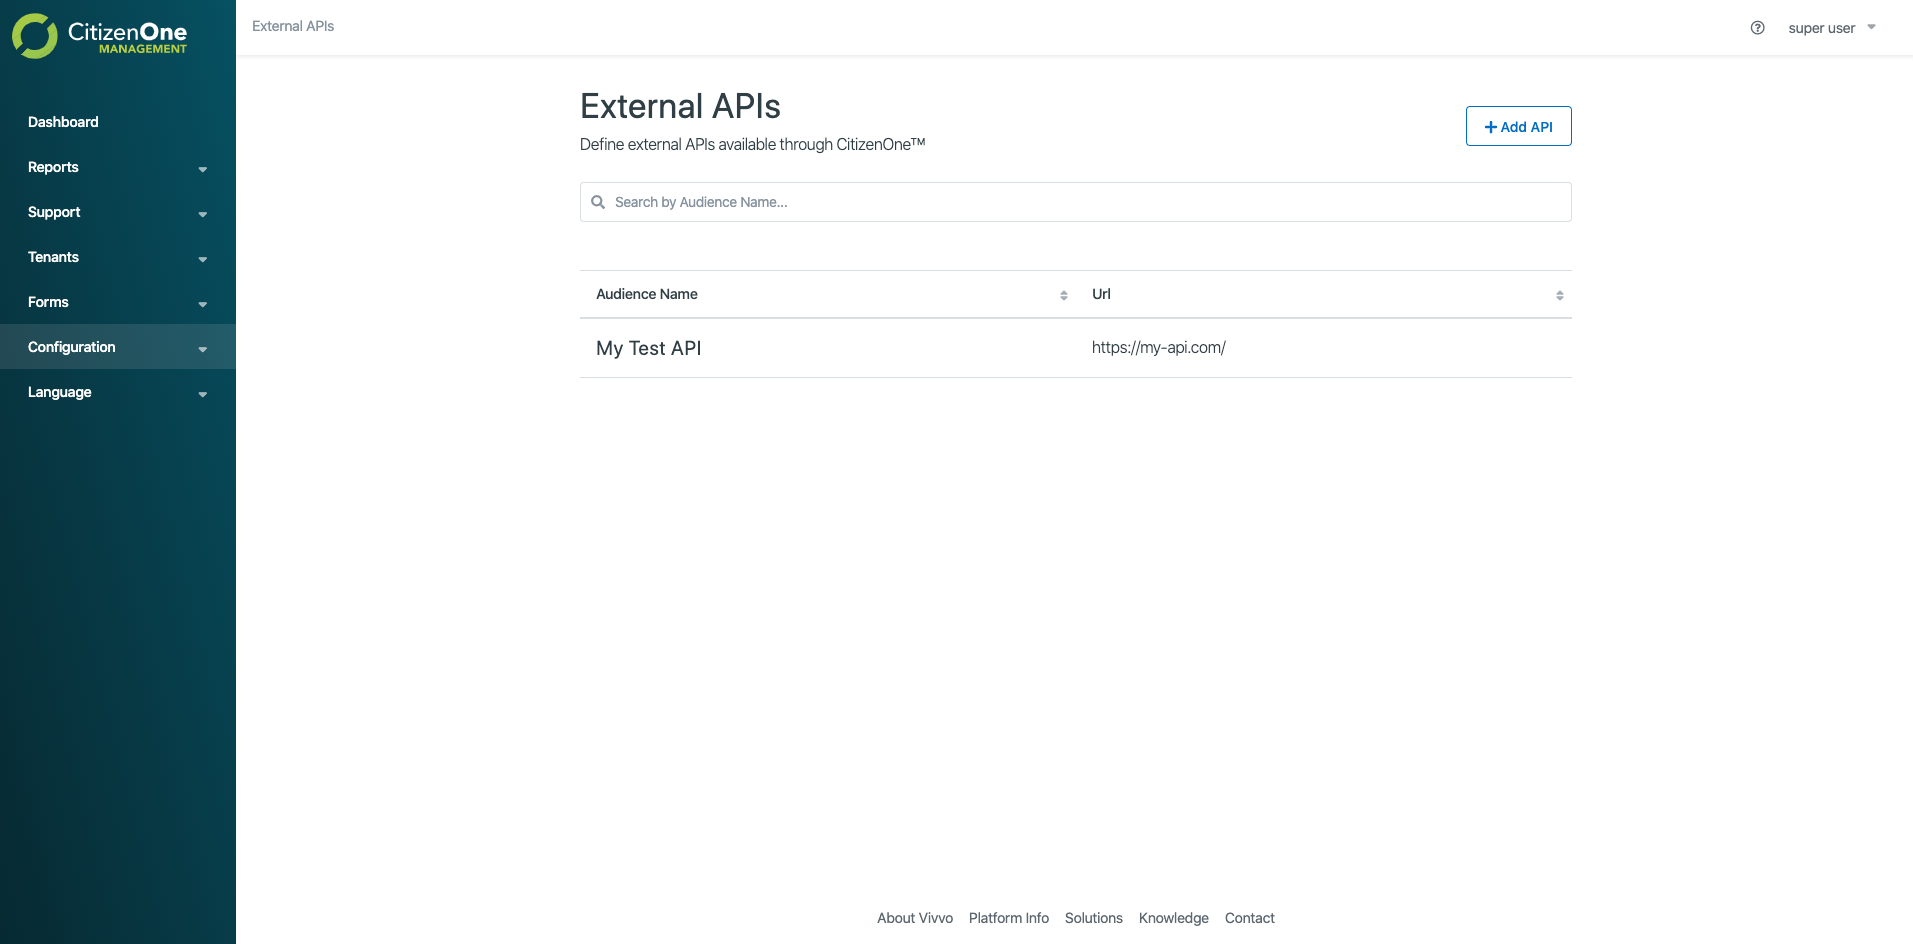 CitizenOne
MANAGEMENT
External APIs
super user
Dashboard
Reports
Support
Tenants
Forms
Configuration
Language
External APIs
Define external APIs available through CitizenOne™
Add API
Search by Audience Name...
Audience Name Url
My Test API https://my-api.com/
About Vivvo Platform Info Solutions Knowledge Contact